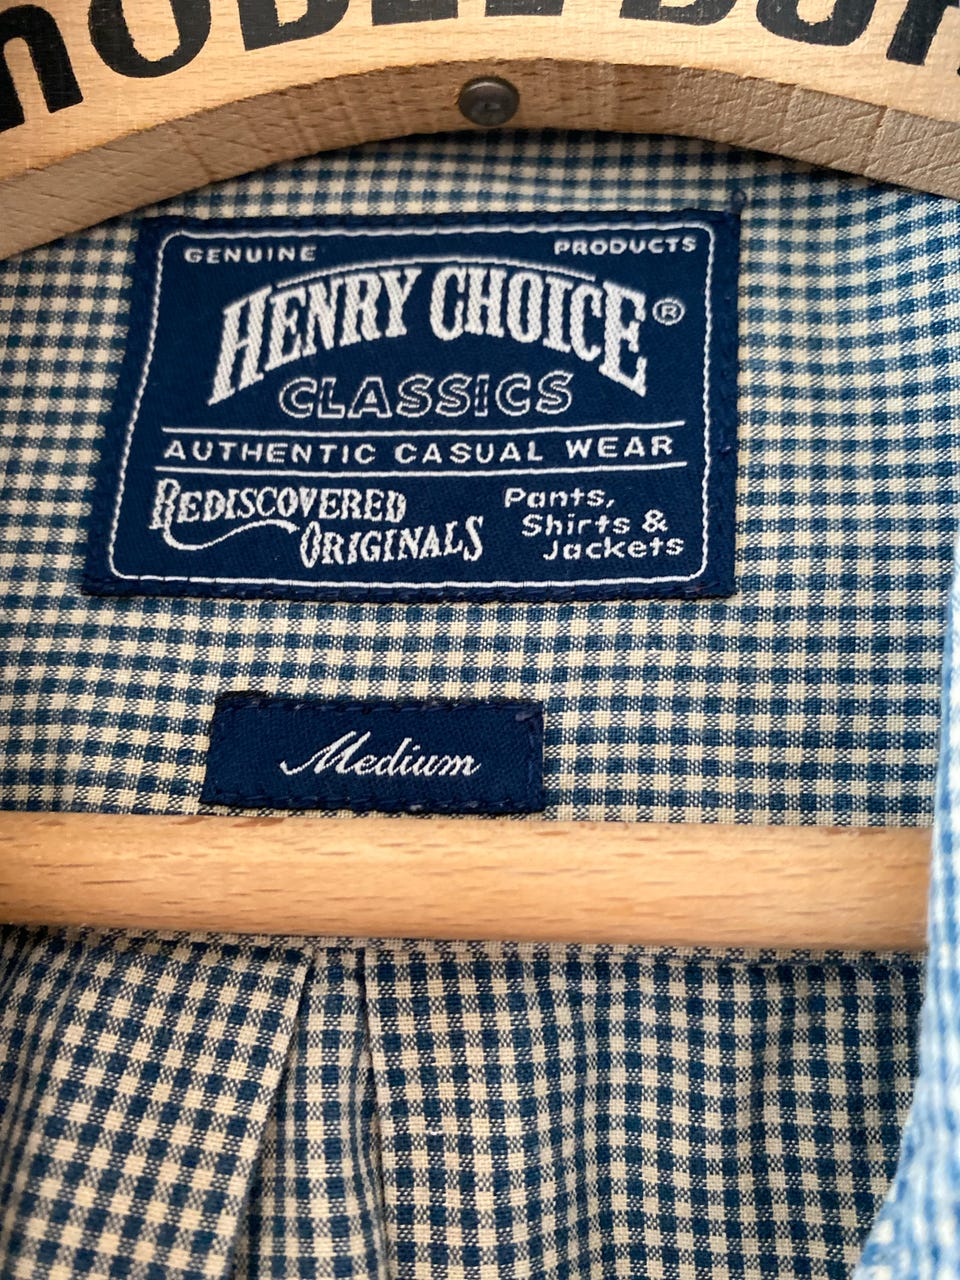 GENUINE PRODUCTS
HENRY CHOICE®
CLASSICS
AUTHENTIC CASUAL WEAR
REDISCOVERED
ORIGINALS
Pants,
Shirts &
Jackets
Medium